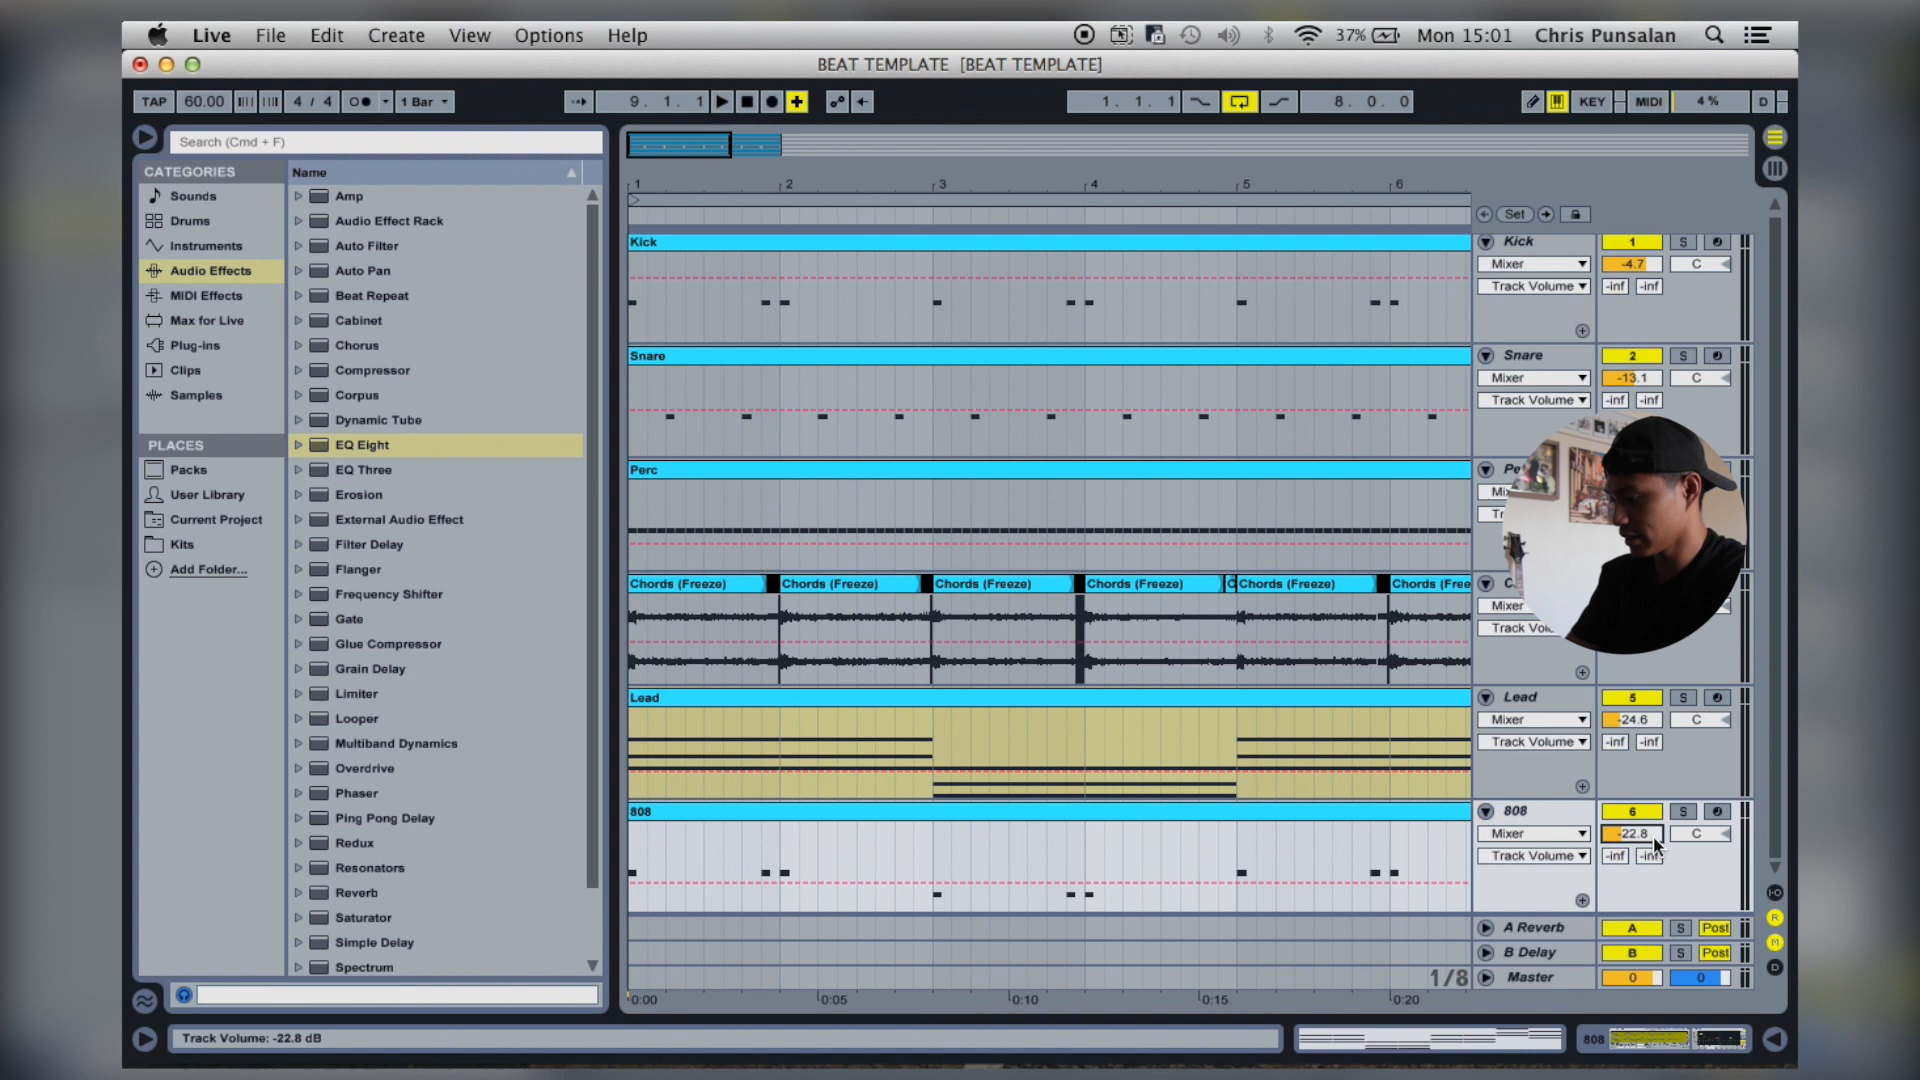 Live File Edit Create View Options Help 37% Mon 15:01 Chris Punsalan
BEAT TEMPLATE [BEAT TEMPLATE]
TAP 60.00 4 / 4 1 Bar 9. 1. 1 1. 1. 1 8. 0. 0 KEY MIDI 4 % D
Search (Cmd + F)
CATEGORIES
Sounds
Drums
Instruments
Audio Effects
MIDI Effects
Max for Live
Plug-ins
Clips
Samples
PLACES
Packs
User Library
Current Project
Kits
Add Folder...
Name
Amp
Audio Effect Rack
Auto Filter
Auto Pan
Beat Repeat
Cabinet
Chorus
Compressor
Corpus
Dynamic Tube
EQ Eight
EQ Three
Erosion
External Audio Effect
Filter Delay
Flanger
Frequency Shifter
Gate
Glue Compressor
Grain Delay
Limiter
Looper
Multiband Dynamics
Overdrive
Phaser
Ping Pong Delay
Redux
Resonators
Reverb
Saturator
Simple Delay
Spectrum
1 2 3 4 5 6
Set
Kick
Kick 1 S
Mixer -4.7 C
Track Volume -inf -inf
Snare
Snare 2 S
Mixer -13.1 C
Track Volume -inf -inf
Perc
Chords (Freeze) Chords (Freeze) Chords (Freeze) Chords (Freeze) C Chords (Freeze) Chords (Free
Mixer
Track Vol
Lead
Lead 5 S
Mixer -24.6 C
Track Volume -inf -inf
808
808 6 S
Mixer -22.8 C
Track Volume -inf -inf
A Reverb A S Post
B Delay B S Post
1/8 Master 0 0
0:00 0:05 0:10 0:15 0:20
I·O
R
M
D
Track Volume: -22.8 dB
808